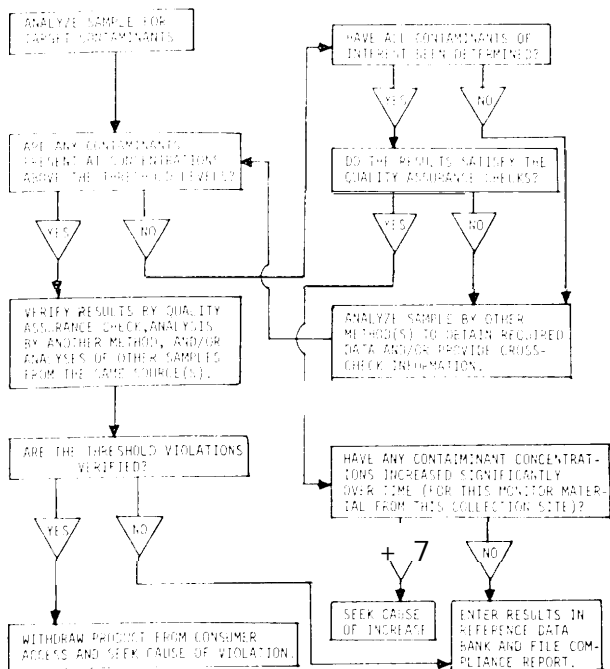 ANALYZE SAMPLE FOR
TARGET CONTAMINANTS
HAVE ALL CONTAMINANTS OF
INTEREST BEEN DETERMINED?
YES
NO
ARE ANY CONTAMINANTS
PRESENT AT CONCENTRATIONS
ABOVE THE THRESHOLD LEVELS?
DO THE RESULTS SATISFY THE
QUALITY ASSURANCE CHECKS?
YES
NO
YES
NO
VERIFY RESULTS BY QUALITY
ASSURANCE CHECK, ANALYSIS
BY ANOTHER METHOD, AND/OR
ANALYSES OF OTHER SAMPLES
FROM THE SAME SOURCE(S).
ANALYZE SAMPLE BY OTHER
METHOD(S) TO OBTAIN REQUIRED
DATA AND/OR PROVIDE CROSS-
CHECK INFORMATION.
ARE THE THRESHOLD VIOLATIONS
VERIFIED?
HAVE ANY CONTAIMINANT CONCENTRAT-
IONS INCREASED SIGNIFICANTLY
OVER TIME (FOR THIS MONITOR MATER-
IAL FROM THIS COLLECTION SITE)?
YES
NO
+ 7
NO
SEEK CAUSE
OF INCREASE
ENTER RESULTS IN
REFERENCE DATA
BANK AND FILE COM-
PLIANCE REPORT.
WITHDRAW PRODUCT FROM CONSUMER
ACCESS AND SEEK CAUSE OF VIOLATION.